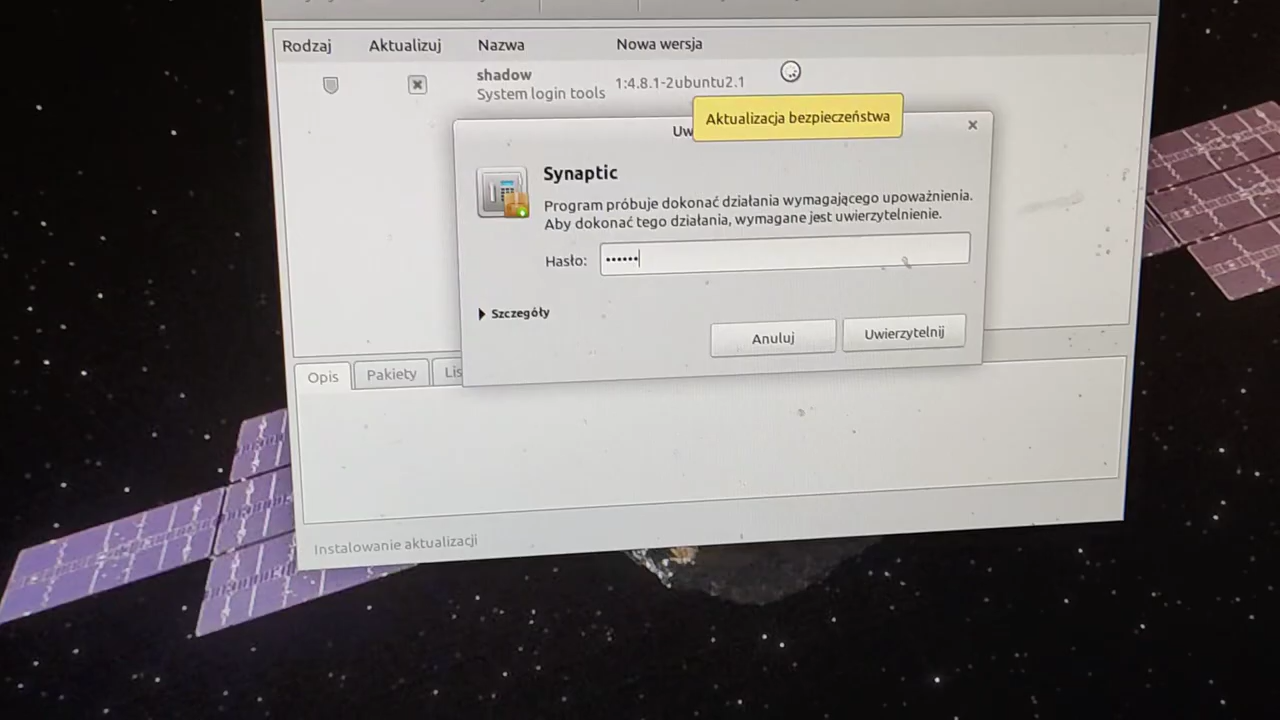 Rodzaj Aktualizuj Nazwa Nowa wersja
shadow
System login tools 1:4.8.1-2ubuntu2.1
Aktualizacja bezpieczeństwa
Uw
Synaptic
Program próbuje dokonać działania wymagającego upoważnienia.
Aby dokonać tego działania, wymagane jest uwierzytelnienie.
Hasło: ••••••
Szczegóły
Anuluj Uwierzytelnij
Opis Pakiety Lis
Instalowanie aktualizacji